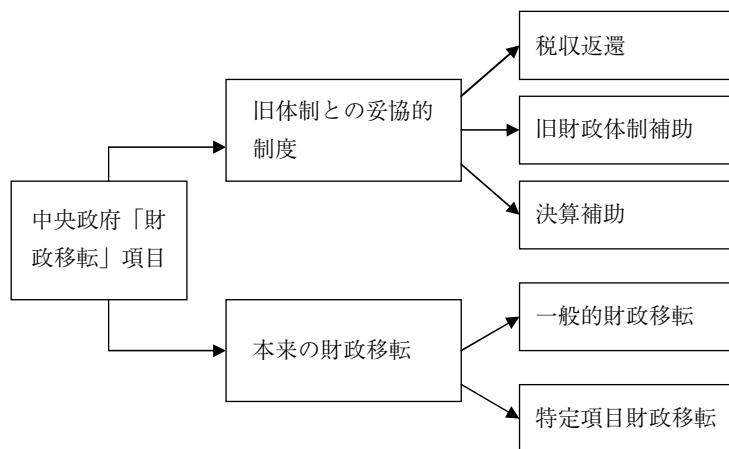 中央政府「財
政移転」項目
旧体制との妥協的
制度
税収返還
旧財政体制補助
決算補助
本来の財政移転
一般的財政移転
特定項目財政移転